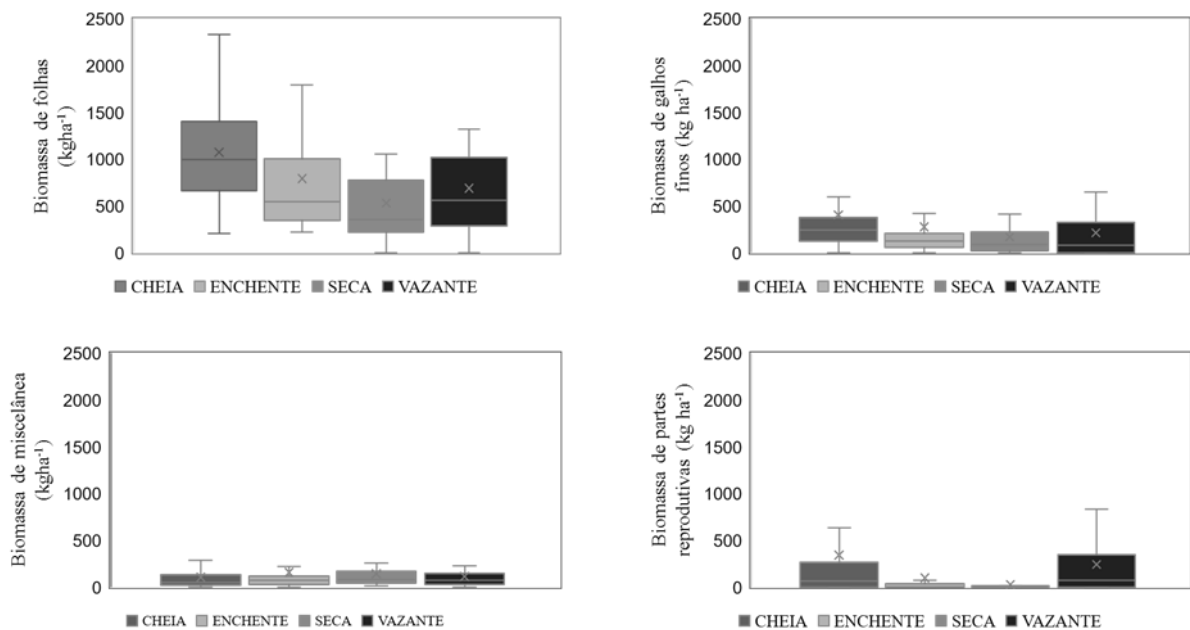 Biomassa de folhas
(kgha-1)
2500
2000
1500
1000
500
0
CHEIA ENCHENTE SECA VAZANTE
Biomassa de galhos
finos (kg ha-1)
2500
2000
1500
1000
500
0
CHEIA ENCHENTE SECA VAZANTE
Biomassa de miscelânea
(kgha-1)
2500
2000
1500
1000
500
0
CHEIA ENCHENTE SECA VAZANTE
Biomassa de partes
reprodutivas (kg ha-1)
2500
2000
1500
1000
500
0
CHEIA ENCHENTE SECA VAZANTE